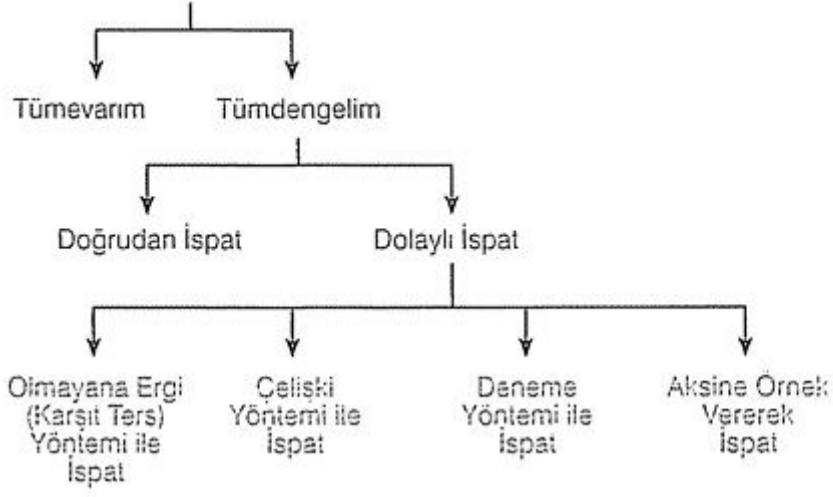 Tümevarım Tümdengelim
Doğrudan İspat Dolaylı İspat
Olmayana Ergi
(Karşıt Ters)
Yöntemi ile
İspat
Çelişki
Yöntemi ile
İspat
Deneme
Yöntemi ile
İspat
Aksine Örnek
Vererek
İspat